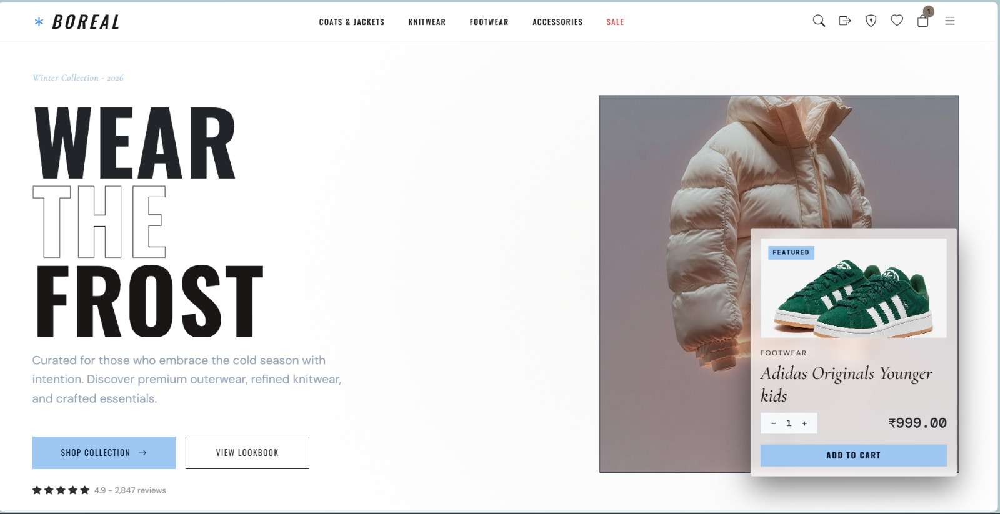 BOREAL
COATS & JACKETS
KNITWEAR
FOOTWEAR
ACCESSORIES
SALE
1
Winter Collection - 2026
WEAR
THE
FROST
Curated for those who embrace the cold season with
intention. Discover premium outerwear, refined knitwear,
and crafted essentials.
SHOP COLLECTION →
VIEW LOOKBOOK
4.9 - 2,847 reviews
FEATURED
FOOTWEAR
Adidas Originals Younger
kids
- 1 +
₹999.00
ADD TO CART